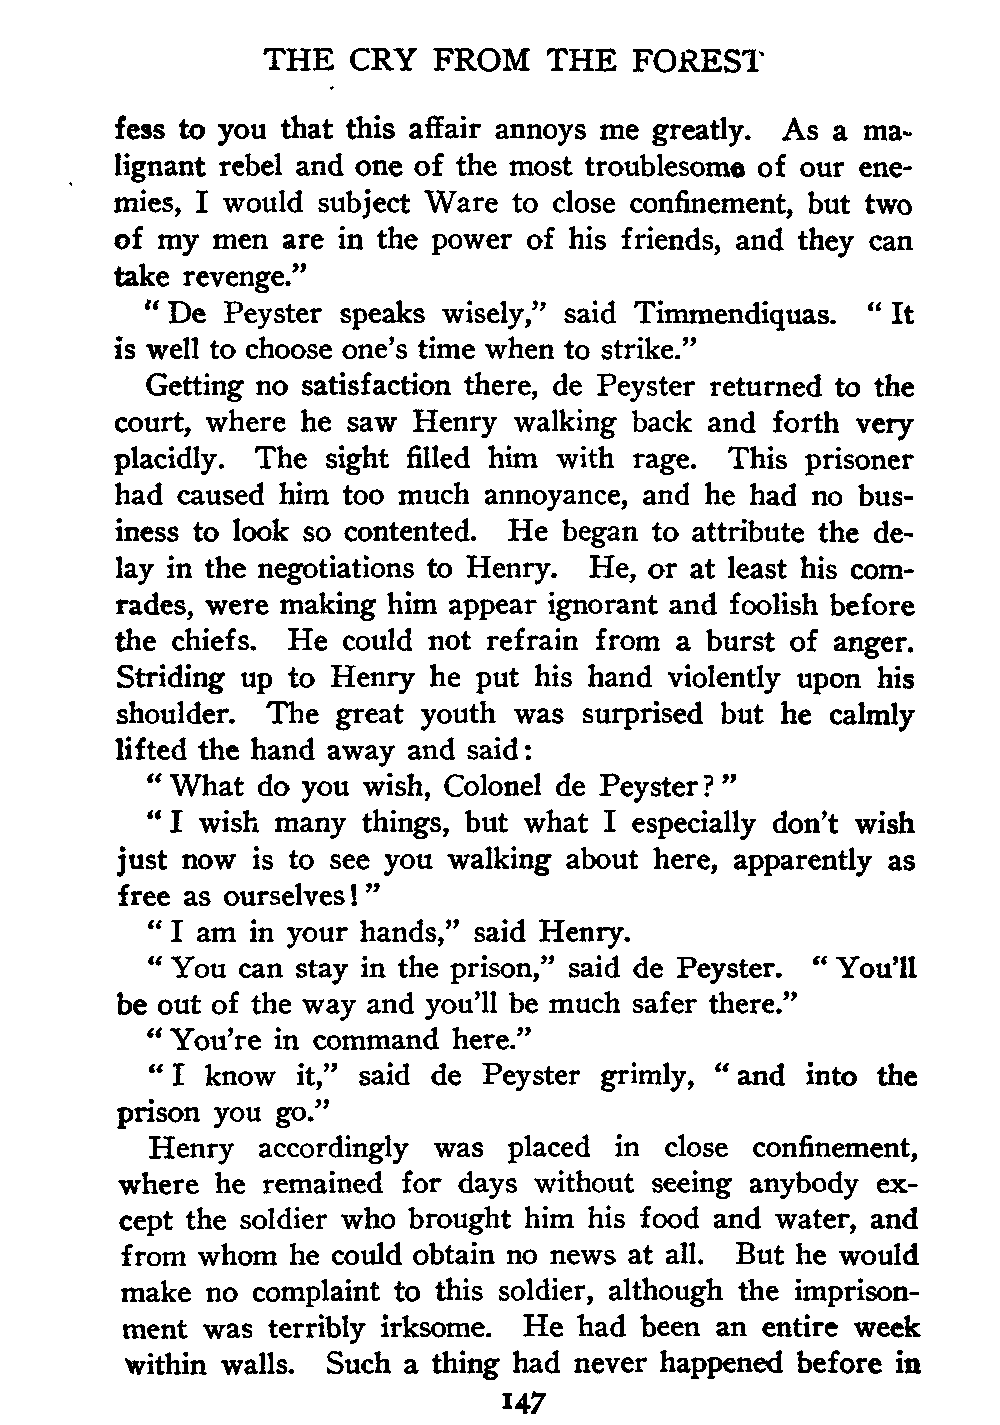 THE CRY FROM THE FOREST
fess to you that this affair annoys me greatly. As a ma-
lignant rebel and one of the most troublesome of our ene-
mies, I would subject Ware to close confinement, but two
of my men are in the power of his friends, and they can
take revenge."
" De Peyster speaks wisely," said Timmendiquas. " It
is well to choose one's time when to strike."
Getting no satisfaction there, de Peyster returned to the
court, where he saw Henry walking back and forth very
placidly. The sight filled him with rage. This prisoner
had caused him too much annoyance, and he had no bus-
iness to look so contented. He began to attribute the de-
lay in the negotiations to Henry. He, or at least his com-
rades, were making him appear ignorant and foolish before
the chiefs. He could not refrain from a burst of anger.
Striding up to Henry he put his hand violently upon his
shoulder. The great youth was surprised but he calmly
lifted the hand away and said:
" What do you wish, Colonel de Peyster? "
" I wish many things, but what I especially don't wish
just now is to see you walking about here, apparently as
free as ourselves! "
" I am in your hands," said Henry.
" You can stay in the prison," said de Peyster. " You'll
be out of the way and you'll be much safer there."
" You're in command here."
" I know it," said de Peyster grimly, " and into the
prison you go."
Henry accordingly was placed in close confinement,
where he remained for days without seeing anybody ex-
cept the soldier who brought him his food and water, and
from whom he could obtain no news at all. But he would
make no complaint to this soldier, although the imprison-
ment was terribly irksome. He had been an entire week
within walls. Such a thing had never happened before in
147